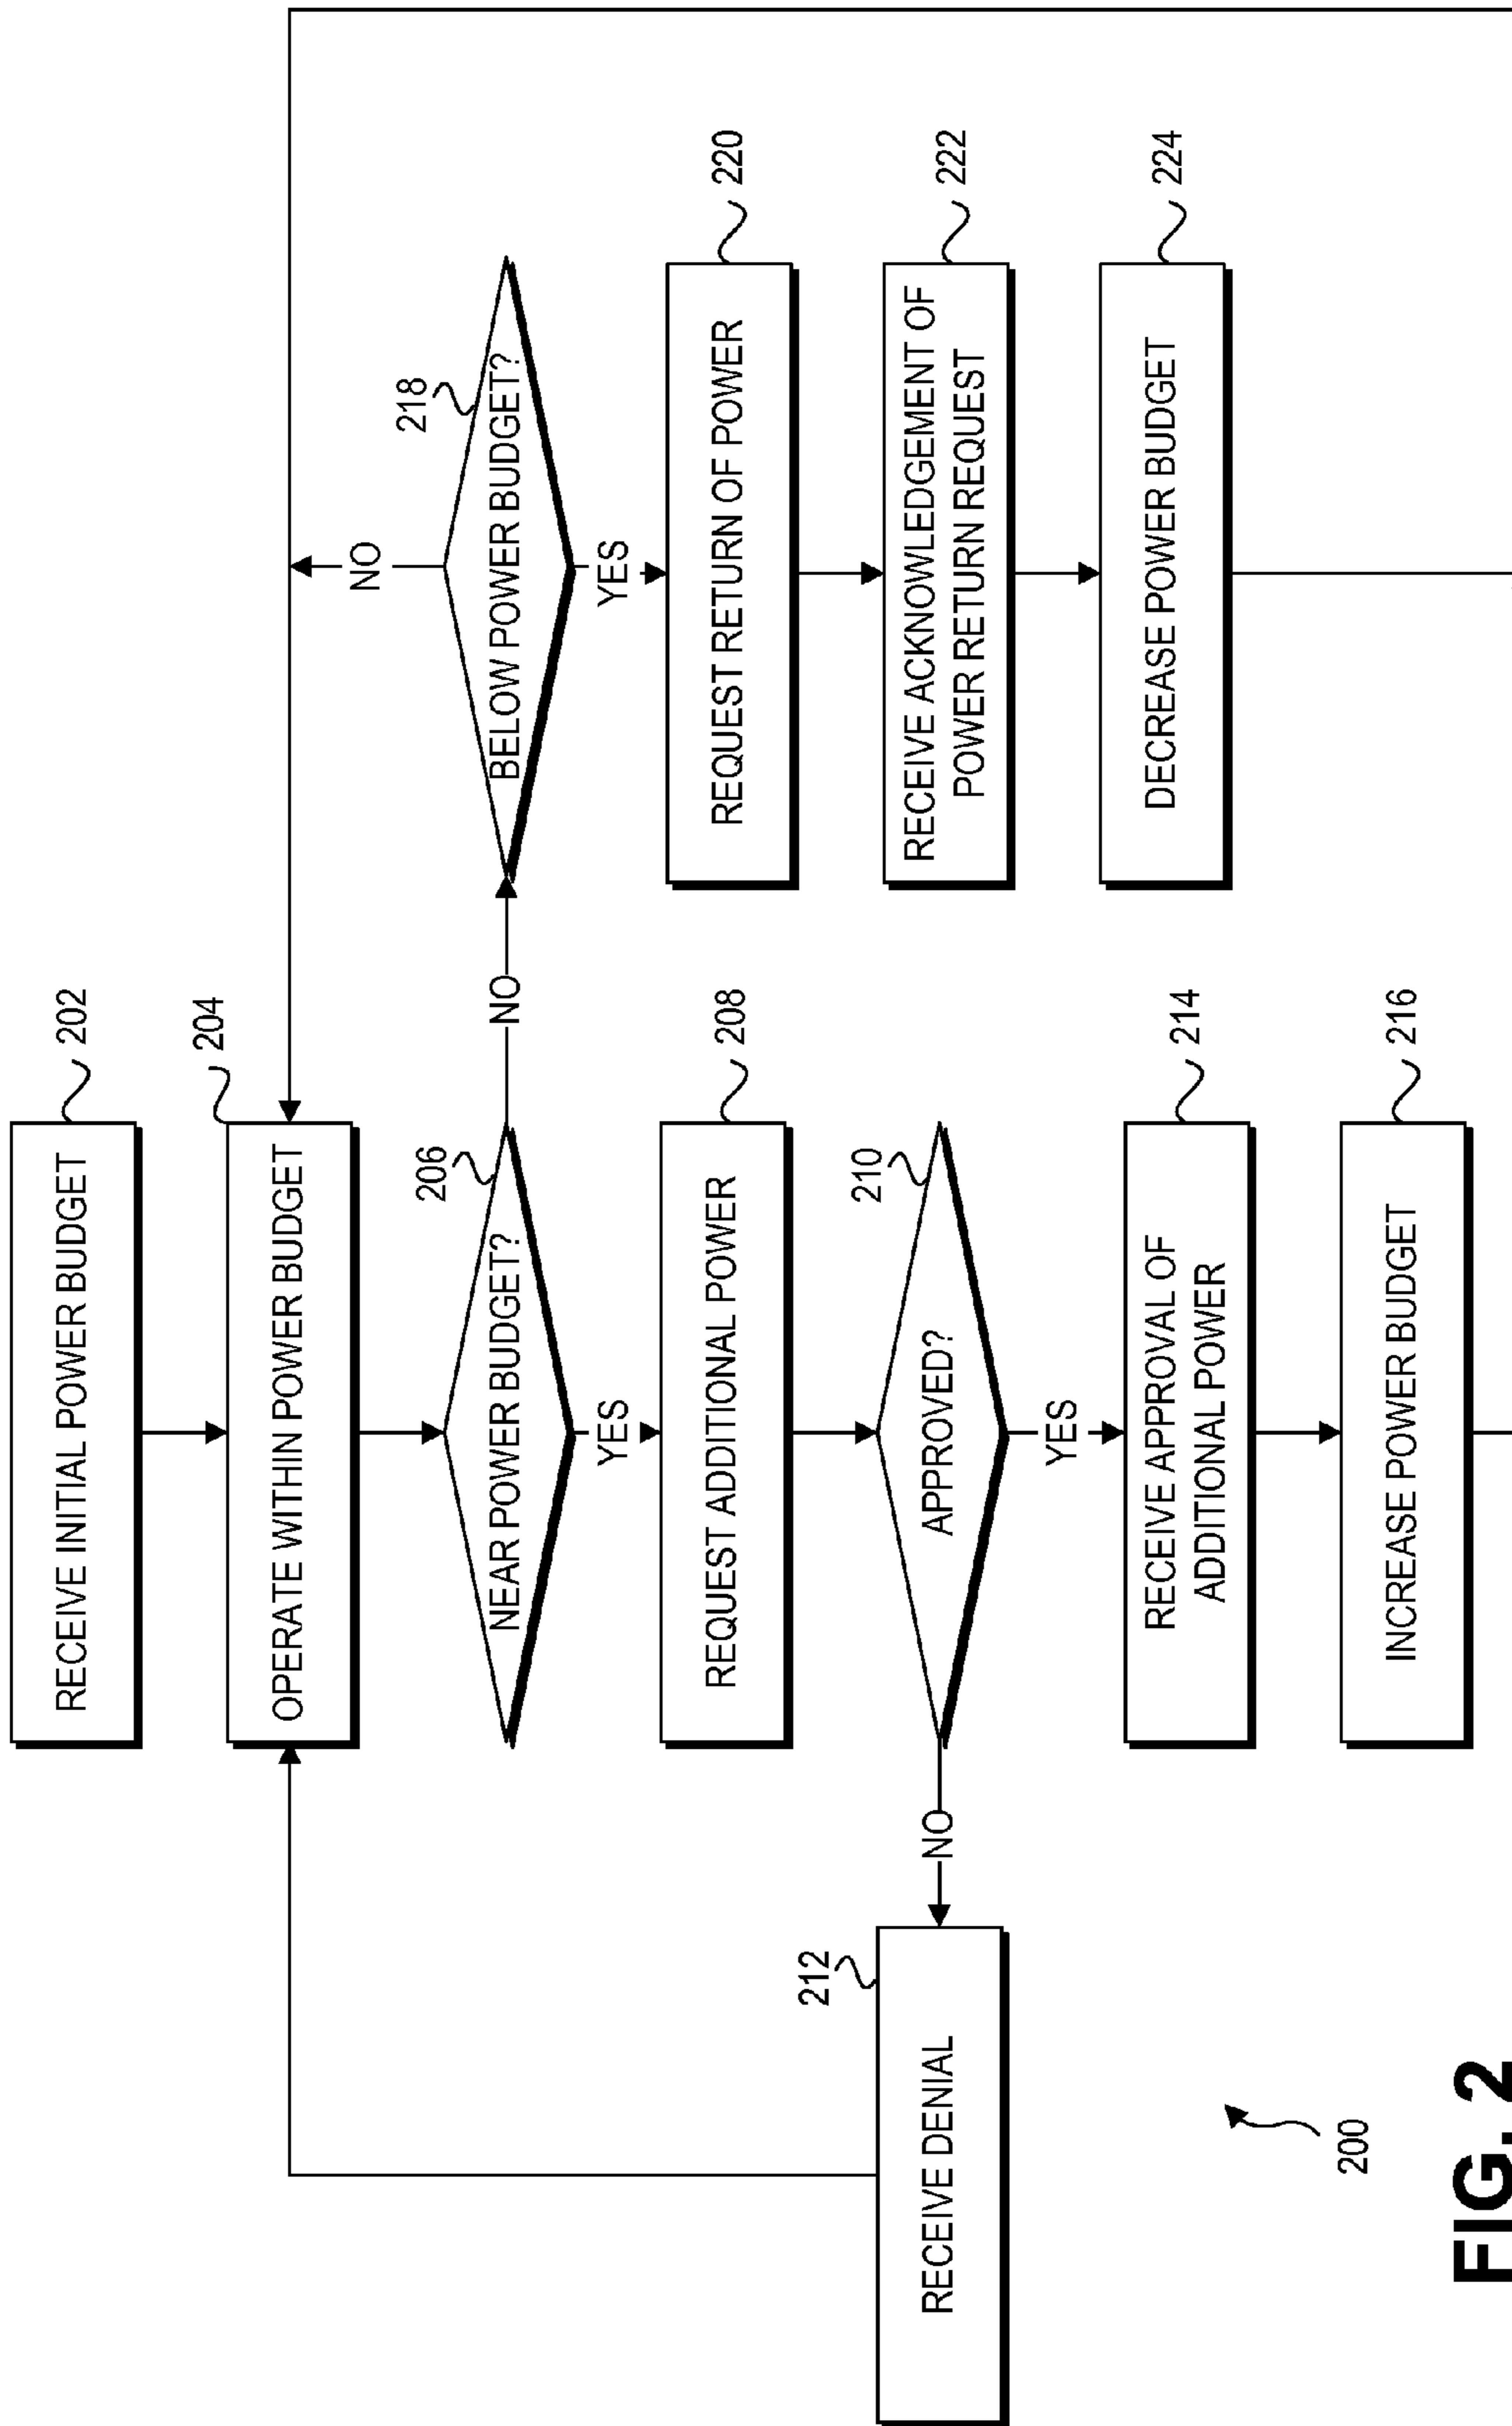 RECEIVE INITIAL POWER BUDGET
202
OPERATE WITHIN POWER BUDGET
204
NEAR POWER BUDGET?
206
NO
YES
BELOW POWER BUDGET?
218
NO
YES
REQUEST ADDITIONAL POWER
208
REQUEST RETURN OF POWER
220
APPROVED?
210
NO
YES
RECEIVE DENIAL
212
RECEIVE ACKNOWLEDGEMENT OF
POWER RETURN REQUEST
222
RECEIVE APPROVAL OF
ADDITIONAL POWER
214
DECREASE POWER BUDGET
224
INCREASE POWER BUDGET
216
200
FIG. 2